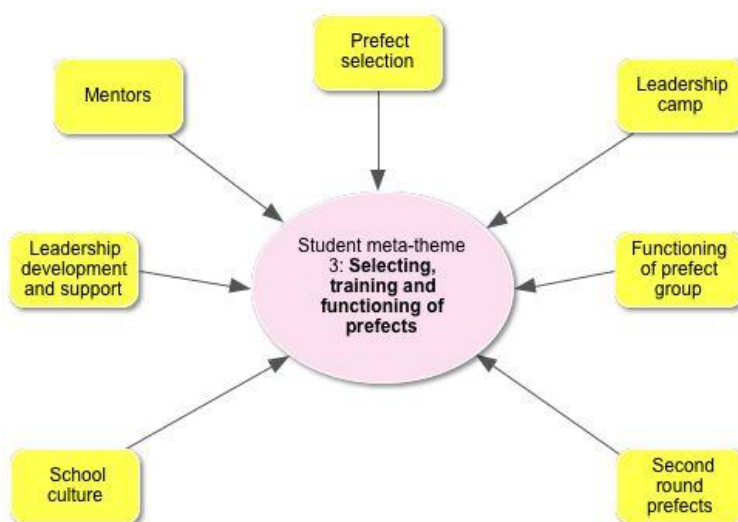 Prefect
selection
Mentors
Leadership
camp
Student meta-theme
3: Selecting,
training and
functioning of
prefects
Leadership
development
and support
Functioning
of prefect
group
School
culture
Second
round
prefects